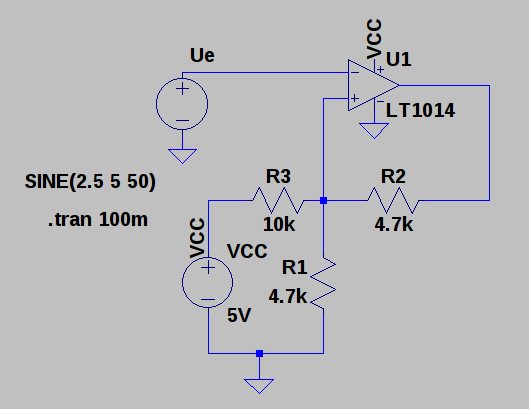 VCC
Ue
U1
LT1014
SINE(2.5 5 50)
.tran 100m
R3
R2
10k
4.7k
VCC
VCC
R1
4.7k
5V